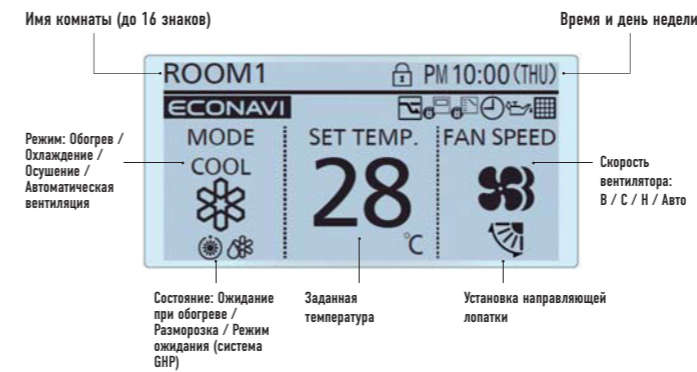 Имя комнаты (до 16 знаков)
Время и день недели
ROOM1 PM 10:00 (THU)
ECONAVI
MODE SET TEMP. FAN SPEED
COOL
28
°C
Режим: Обогрев /
Охлаждение /
Осушение /
Автоматическая
вентиляция
Скорость
вентилятора:
В / С / Н / Авто
Состояние: Ожидание
при обогреве /
Разморозка / Режим
ожидания (система
GHP)
Заданная
температура
Установка направляющей
лопатки